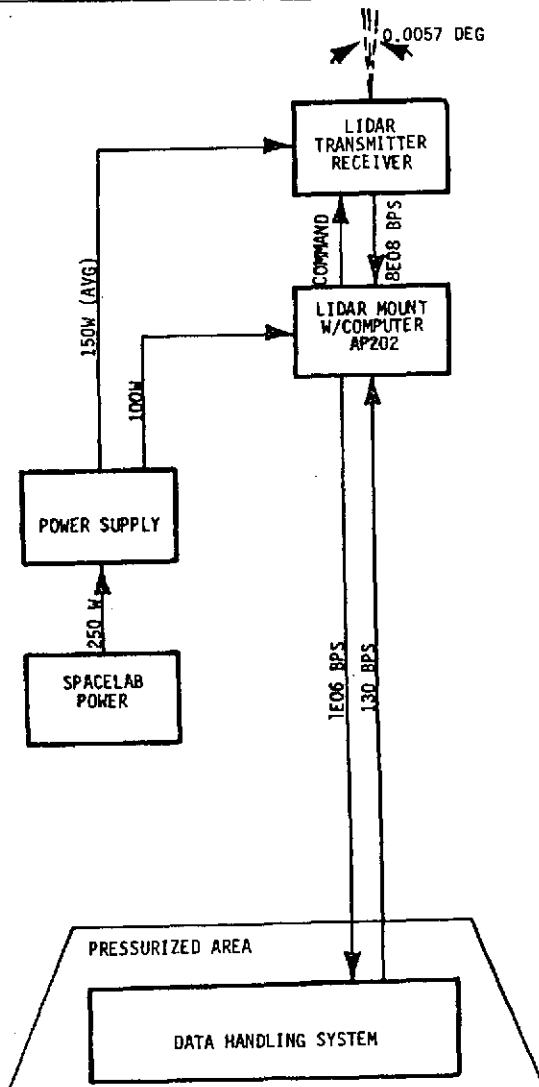 0.0057 DEG
LIDAR
TRANSMITTER
RECEIVER
150W (AVG)
COMMAND
8E08 BPS
LIDAR MOUNT
W/COMPUTER
AP202
100W
POWER SUPPLY
250 W
SPACELAB
POWER
1E06 BPS
130 BPS
PRESSURIZED AREA
DATA HANDLING SYSTEM